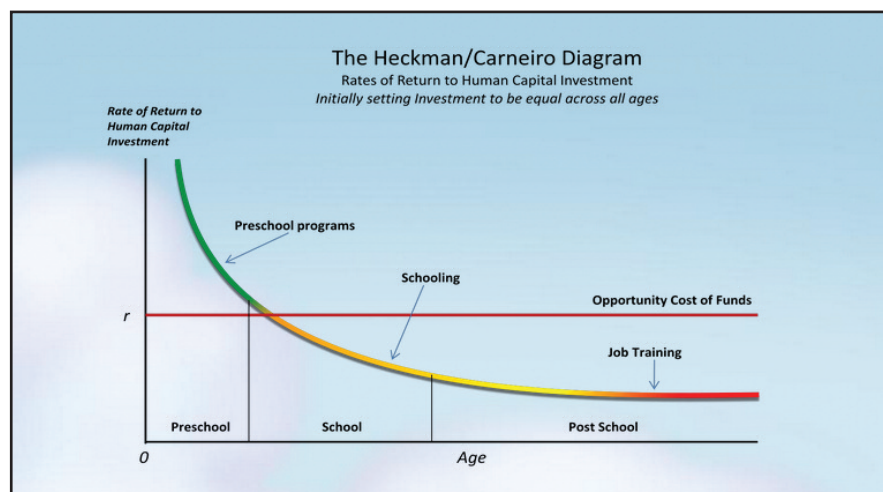 The Heckman/Carneiro Diagram
Rates of Return to Human Capital Investment
Initially setting Investment to be equal across all ages
Rate of Return to
Human Capital
Investment
Preschool programs
Schooling
Opportunity Cost of Funds
r
Job Training
Preschool
School
Post School
0
Age